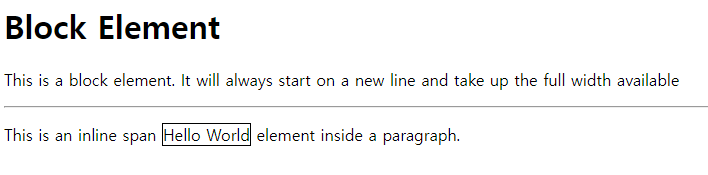 Block Element
This is a block element. It will always start on a new line and take up the full width available
This is an inline span Hello World element inside a paragraph.